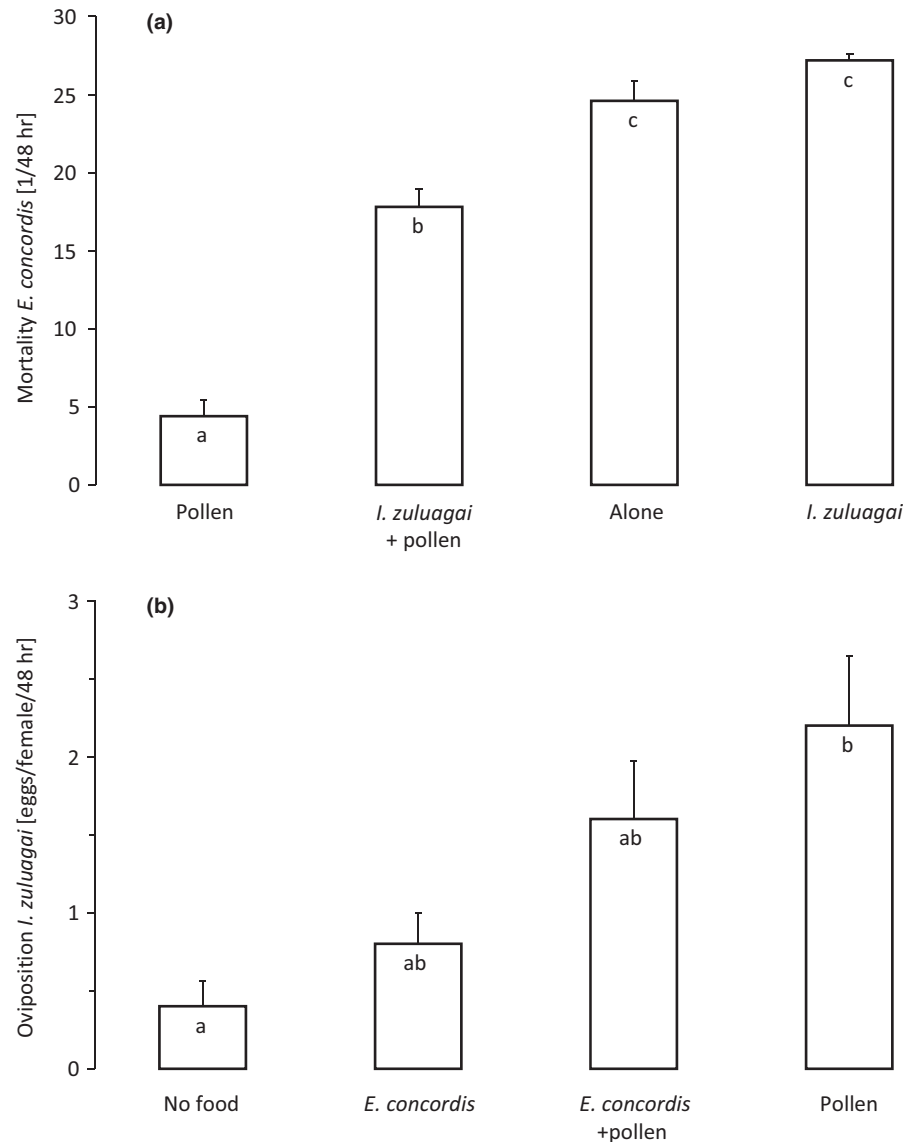 (a)
Mortality E. concordis [1/48 hr]
30
25
20
15
10
5
0
a
b
c
c
Pollen
I. zuluagai
+ pollen
Alone
I. zuluagai
(b)
Oviposition I. zuluagai [eggs/female/48 hr]
3
2
1
0
a
ab
ab
b
No food
E. concordis
E. concordis
+pollen
Pollen